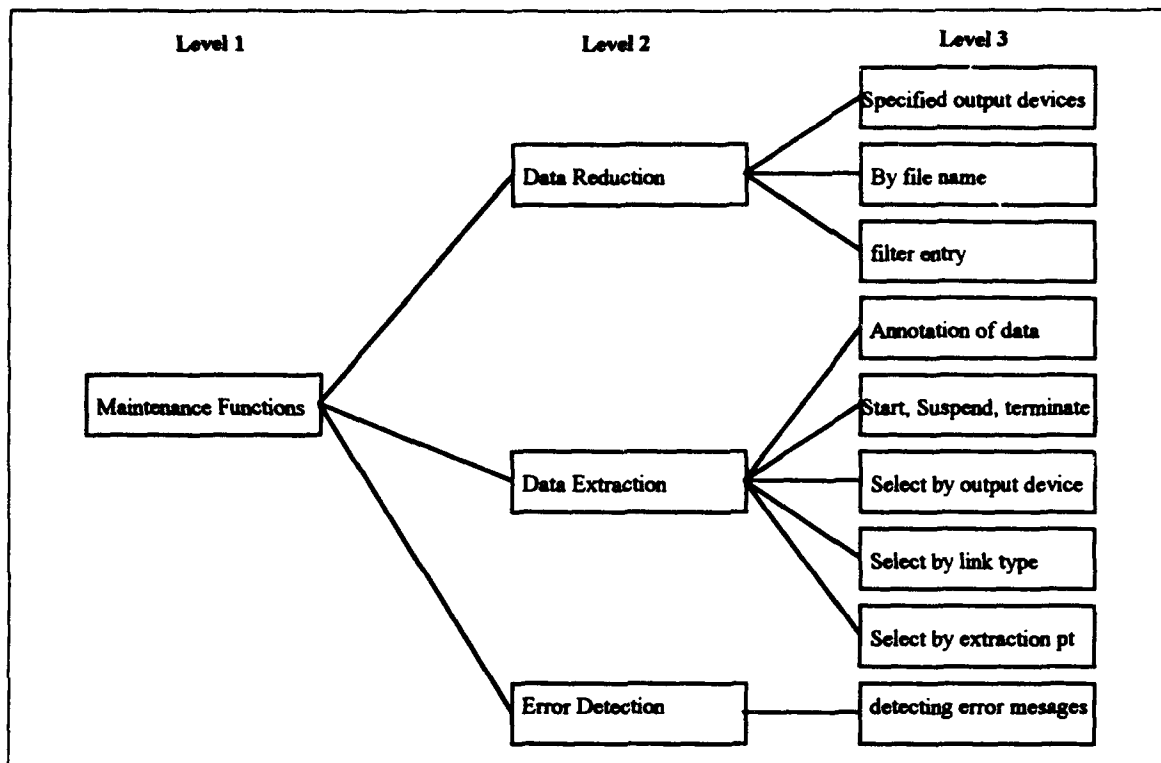 Level 1
Level 2
Level 3
Specified output devices
Data Reduction
By file name
filter entry
Annotation of data
Maintenance Functions
Start, Suspend, terminate
Data Extraction
Select by output device
Select by link type
Select by extraction pt
Error Detection
detecting error mesages